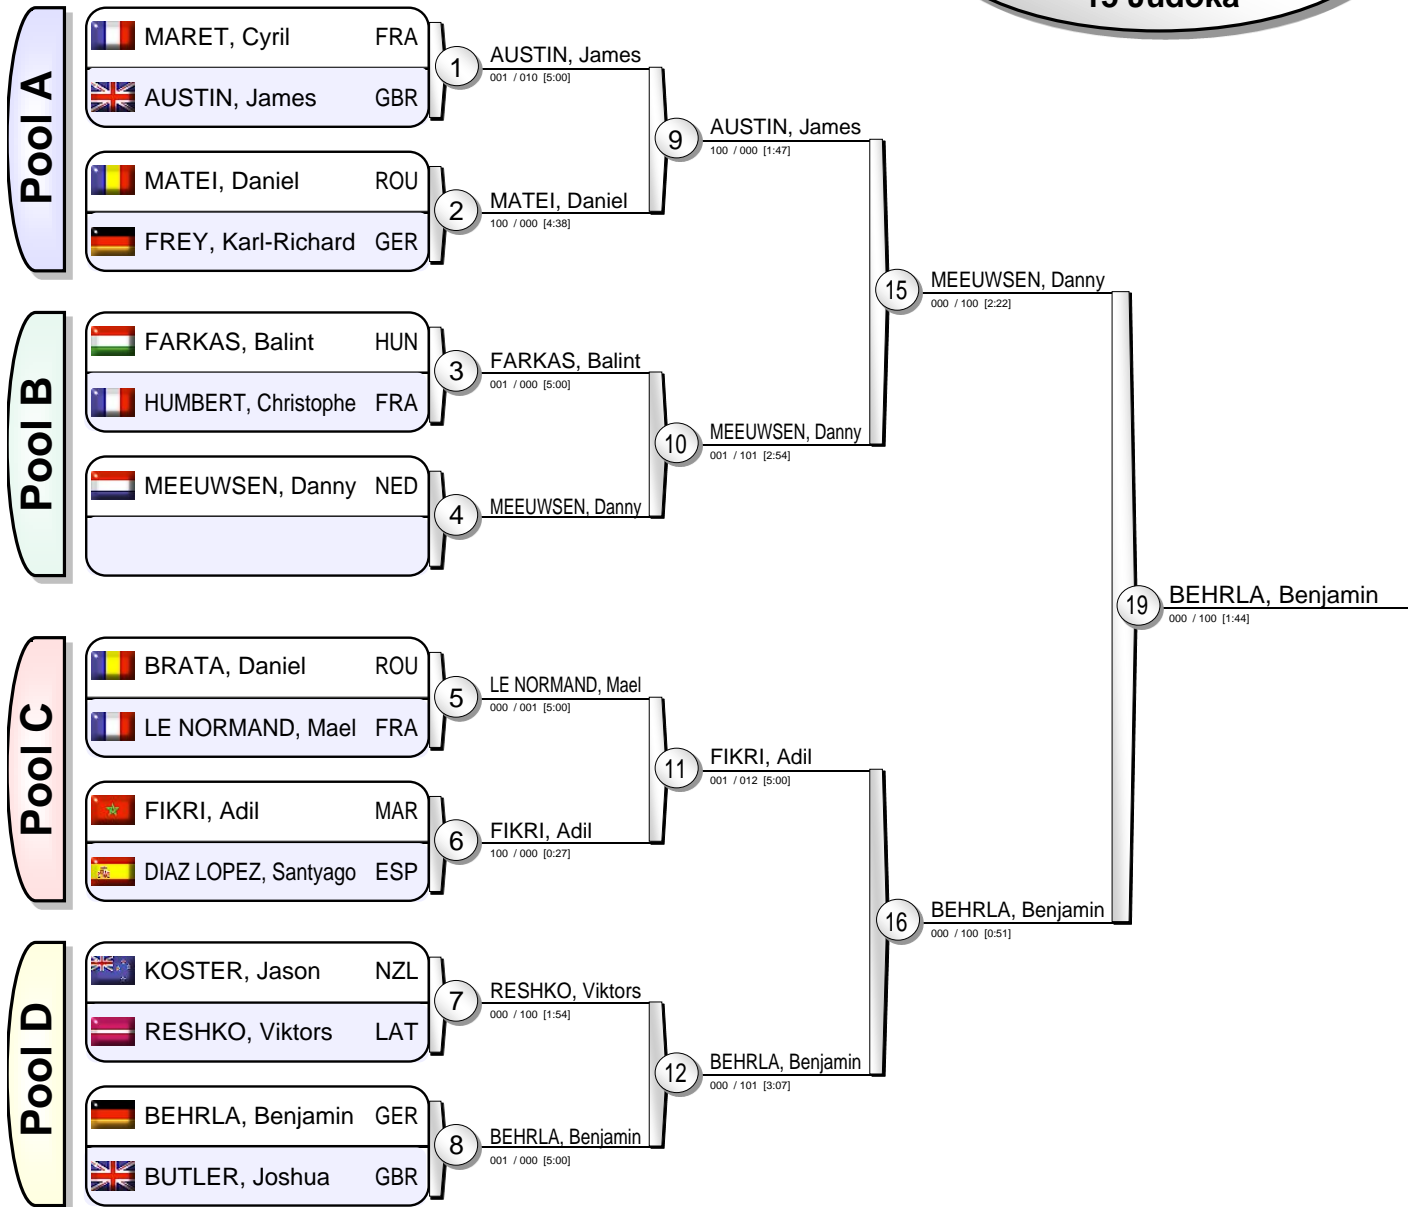 15 Judoka
Pool A
MARET, Cyril FRA
AUSTIN, James GBR
1
AUSTIN, James
001 / 010 [5:00]
MATEI, Daniel ROU
FREY, Karl-Richard GER
2
MATEI, Daniel
100 / 000 [4:38]
9
AUSTIN, James
100 / 000 [1:47]
Pool B
FARKAS, Balint HUN
HUMBERT, Christophe FRA
3
FARKAS, Balint
001 / 000 [5:00]
MEEUWSEN, Danny NED
4
MEEUWSEN, Danny
10
MEEUWSEN, Danny
001 / 101 [2:54]
15
MEEUWSEN, Danny
000 / 100 [2:22]
Pool C
BRATA, Daniel ROU
LE NORMAND, Mael FRA
5
LE NORMAND, Mael
000 / 001 [5:00]
FIKRI, Adil MAR
DIAZ LOPEZ, Santyago ESP
6
FIKRI, Adil
100 / 000 [0:27]
11
FIKRI, Adil
001 / 012 [5:00]
Pool D
KOSTER, Jason NZL
RESHKO, Viktors LAT
7
RESHKO, Viktors
000 / 100 [1:54]
BEHRLA, Benjamin GER
BUTLER, Joshua GBR
8
BEHRLA, Benjamin
001 / 000 [5:00]
12
BEHRLA, Benjamin
000 / 101 [3:07]
16
BEHRLA, Benjamin
000 / 100 [0:51]
19
BEHRLA, Benjamin
000 / 100 [1:44]